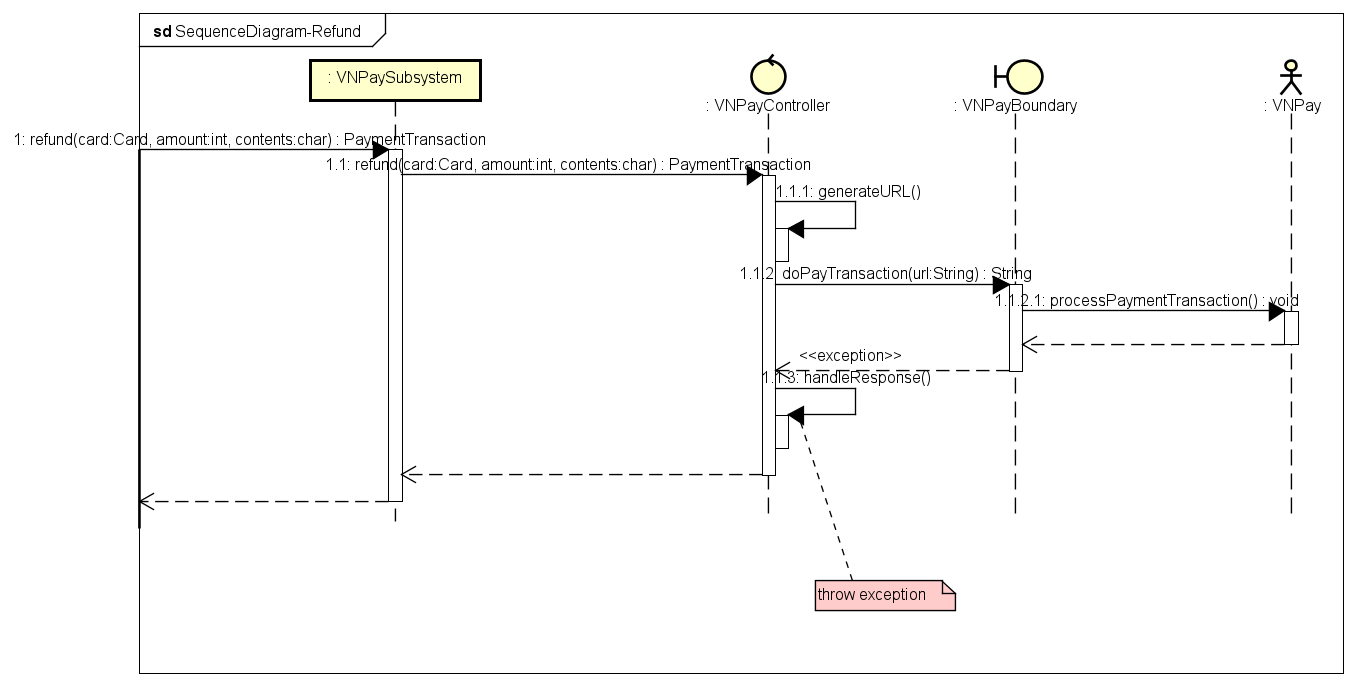 sd SequenceDiagram-Refund
: VNPaySubsystem
: VNPayController
: VNPayBoundary
: VNPay
1: refund(card:Card, amount:int, contents:char) : PaymentTransaction
1.1: refund(card:Card, amount:int, contents:char) : PaymentTransaction
1.1.1: generateURL()
1.1.2: doPayTransaction(url:String) : String
1.1.2.1: processPaymentTransaction() : void
<<exception>>
1.1.3: handleResponse()
throw exception